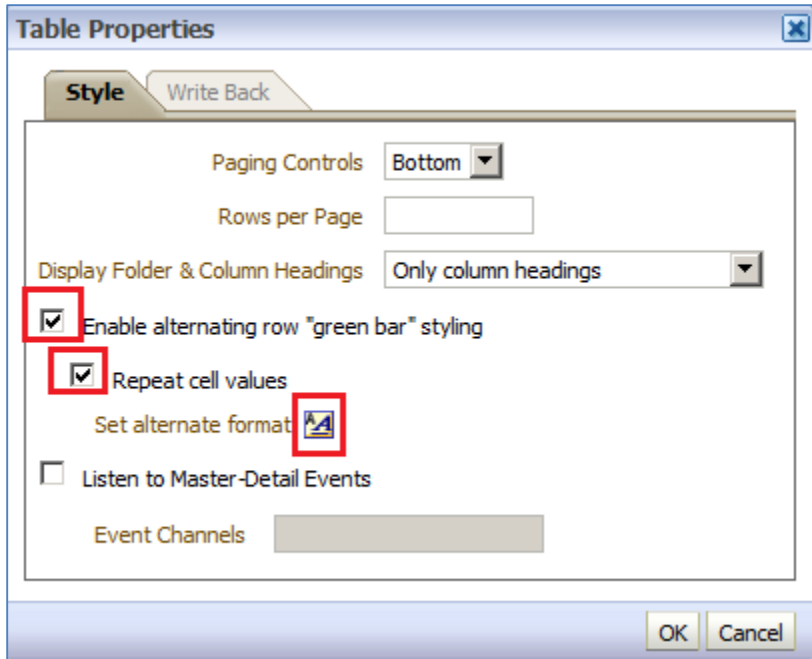 Table Properties
Style Write Back
Paging Controls Bottom
Rows per Page
Display Folder & Column Headings Only column headings
Enable alternating row "green bar" styling
Repeat cell values
Set alternate format
Listen to Master-Detail Events
Event Channels
OK Cancel